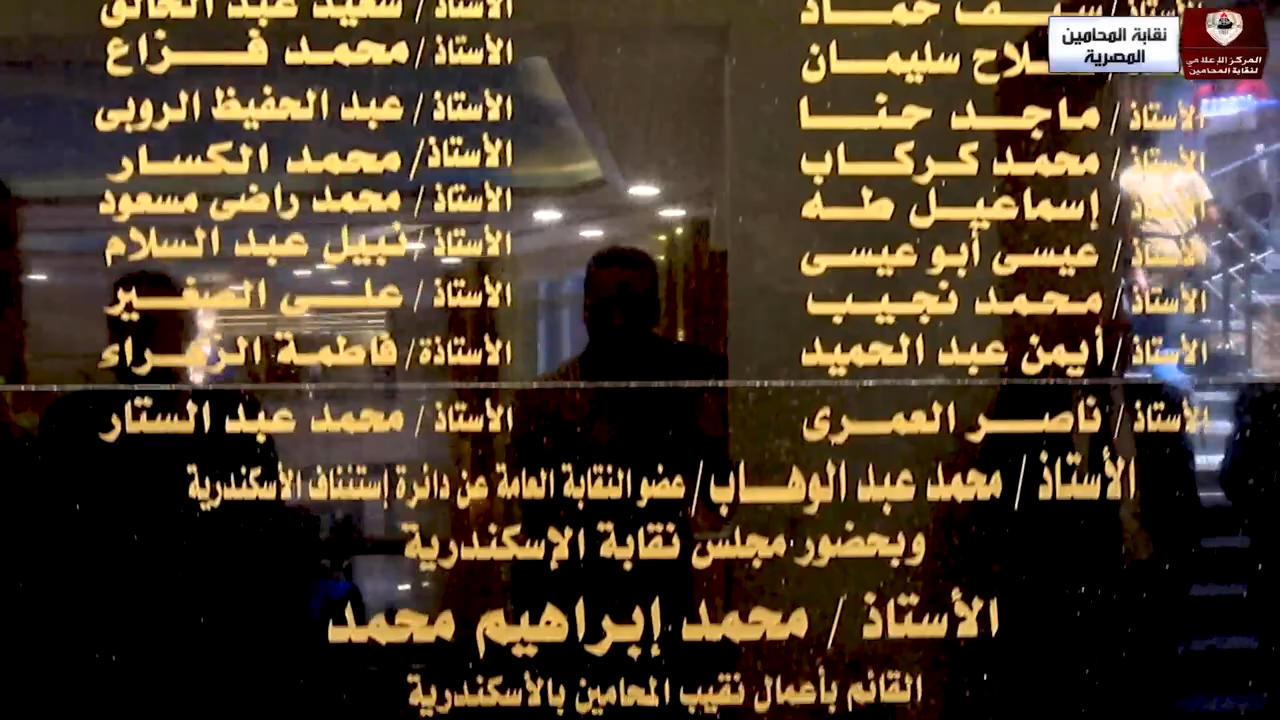 الأستاذ/ سيف حماد
الأستاذ / سعيد عبد الخالق
نقابة المحامين
المصرية
المركز الإعلامي
لنقابة المحامين
سليمان
الأستاذ / محمد فزاع
الأستاذ / ماجد حنا
الأستاذ / عبد الحفيظ الروبى
الأستاذ / محمد كركاب
الأستاذ/ محمد الكسار
الأستاذ / إسماعيل طه
الأستاذ / محمد راضى مسعود
الأستاذ / عيسى أبو عيسى
الأستاذ / نبيل عبد السلام
الأستاذ / محمد نجيب
الأستاذ / على الصغير
الأستاذ / أيمن عبد الحميد
الأستاذة/ فاطمة الزهراء
الأستاذ / ناصر العمرى
الأستاذ / محمد عبد الستار
الأستاذ / محمد عبد الوهاب/ عضو النقابة العامة عن دائرة إستئناف الأسكندرية
وبحضور مجلس نقابة الإسكندرية
الأستاذ / محمد إبراهيم محمد
القائم بأعمال نقيب المحامين بالأسكندرية